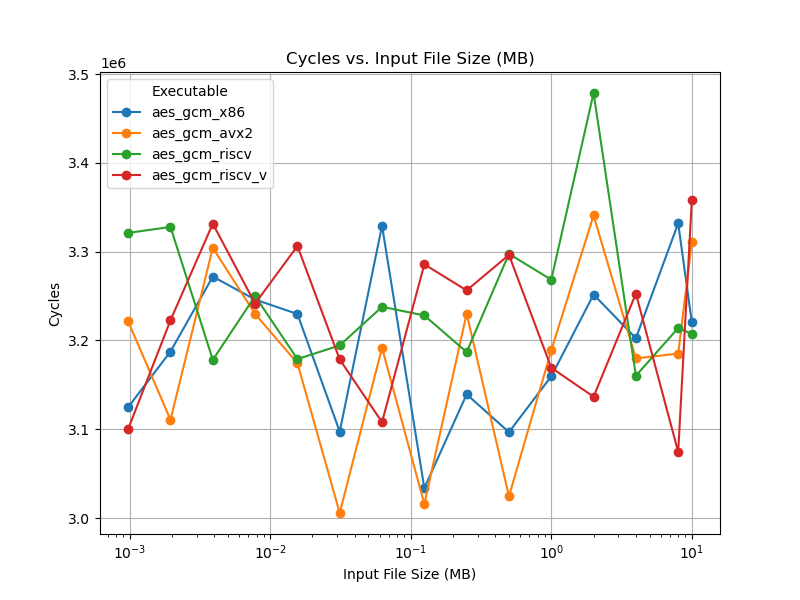 Cycles vs. Input File Size (MB)
1e6
3.5
3.4
3.3
3.2
3.1
3.0
Cycles
Executable
aes_gcm_x86
aes_gcm_avx2
aes_gcm_riscv
aes_gcm_riscv_v
10⁻³ 10⁻² 10⁻¹ 10⁰ 10¹
Input File Size (MB)